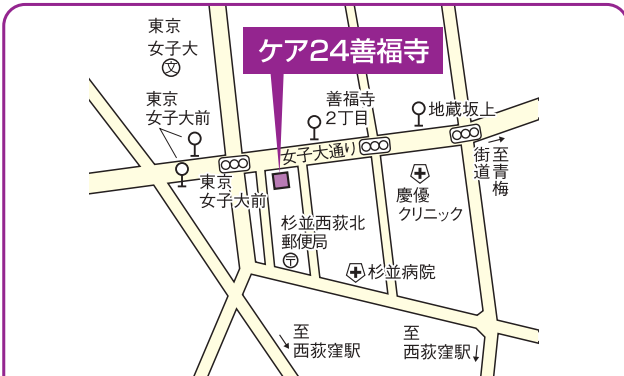 東京
女子大
文
ケア24善福寺
東京
女子大前
善福寺
2丁目
地蔵坂上
女子大通り
至青梅
街道
東京
女子大前
慶優
クリニック
杉並西荻北
郵便局
〒
杉並病院
至
西荻窪駅
至
西荻窪駅